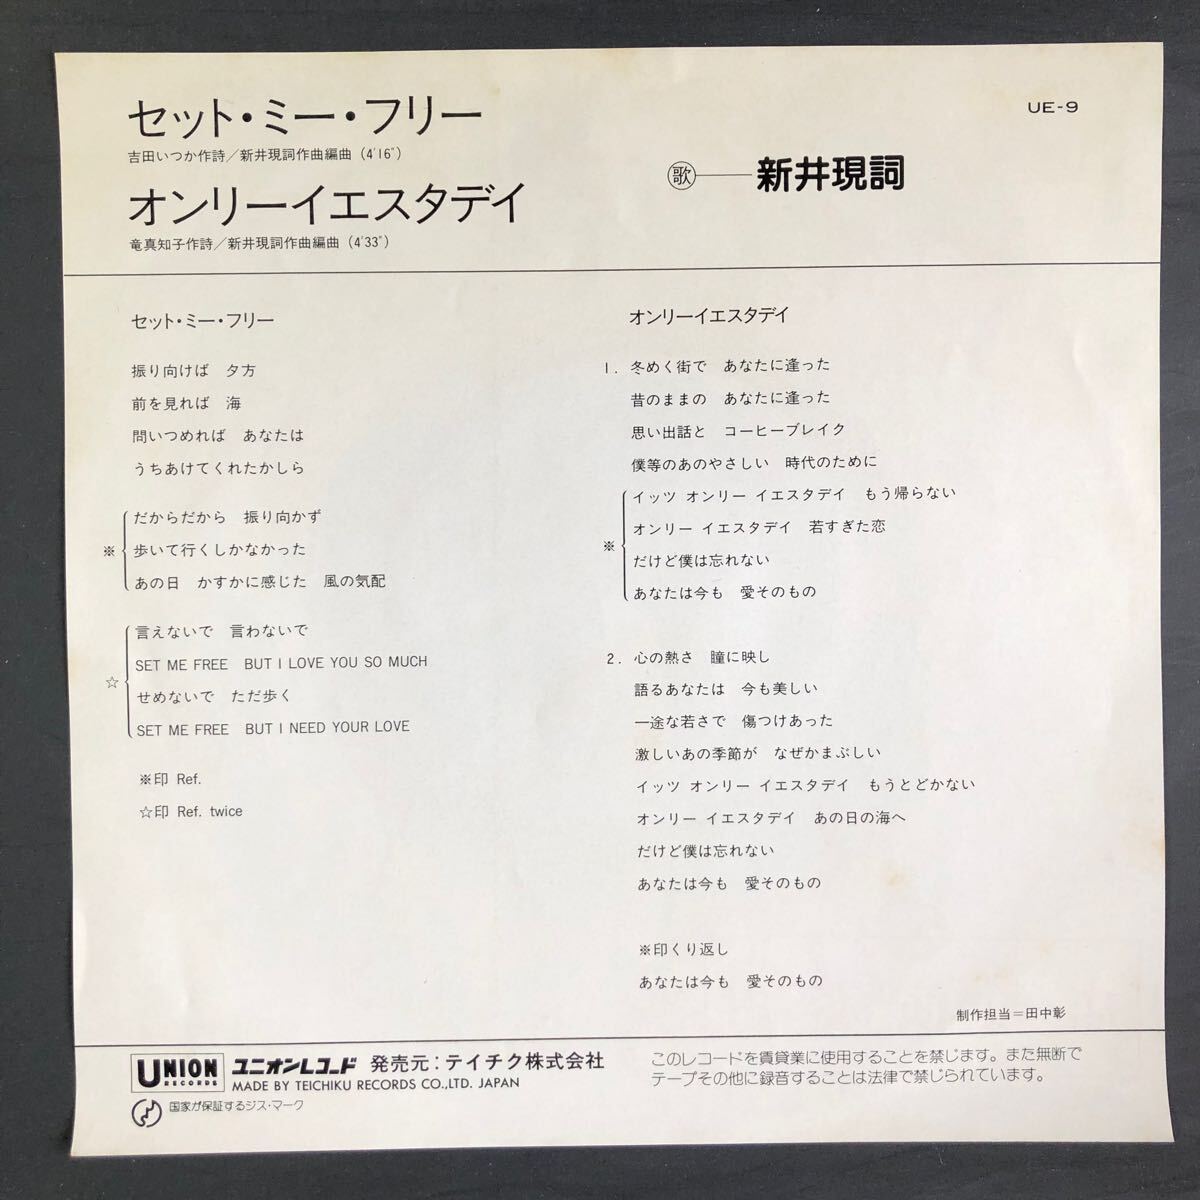 セット・ミー・フリー
吉田いつか作詩／新井現詞作曲編曲（4'16"）
オンリーイエスタデイ
竜真知子作詩／新井現詞作曲編曲（4'33"）
歌 新井現詞
UE-9
セット・ミー・フリー
振り向けば　夕方
前を見れば　海
問いつめれば　あなたは
うちあけてくれたかしら
※
だからだから　振り向かず
歩いて行くしかなかった
あの日　かすかに感じた　風の気配
☆
言えないで　言わないで
SET ME FREE　BUT I LOVE YOU SO MUCH
せめないで　ただ歩く
SET ME FREE　BUT I NEED YOUR LOVE
※印 Ref.
☆印 Ref. twice
オンリーイエスタデイ
1. 冬めく街で　あなたに逢った
昔のままの　あなたに逢った
思い出話と　コーヒーブレイク
僕等のあのやさしい　時代のために
※
イッツ オンリー イエスタデイ　もう帰らない
オンリー イエスタデイ　若すぎた恋
だけど僕は忘れない
あなたは今も　愛そのもの
2. 心の熱さ　瞳に映し
語るあなたは　今も美しい
一途な若さで　傷つけあった
激しいあの季節が　なぜかまぶしい
イッツ オンリー イエスタデイ　もうとどかない
オンリー イエスタデイ　あの日の海へ
だけど僕は忘れない
あなたは今も　愛そのもの
※印くり返し
あなたは今も　愛そのもの
制作担当＝田中彰
UNION RECORDS
ユニオンレコード 発売元：テイチク株式会社
MADE BY TEICHIKU RECORDS CO.,LTD. JAPAN
国家が保証するジス・マーク
このレコードを賃貸業に使用することを禁じます。また無断で
テープその他に録音することは法律で禁じられています。